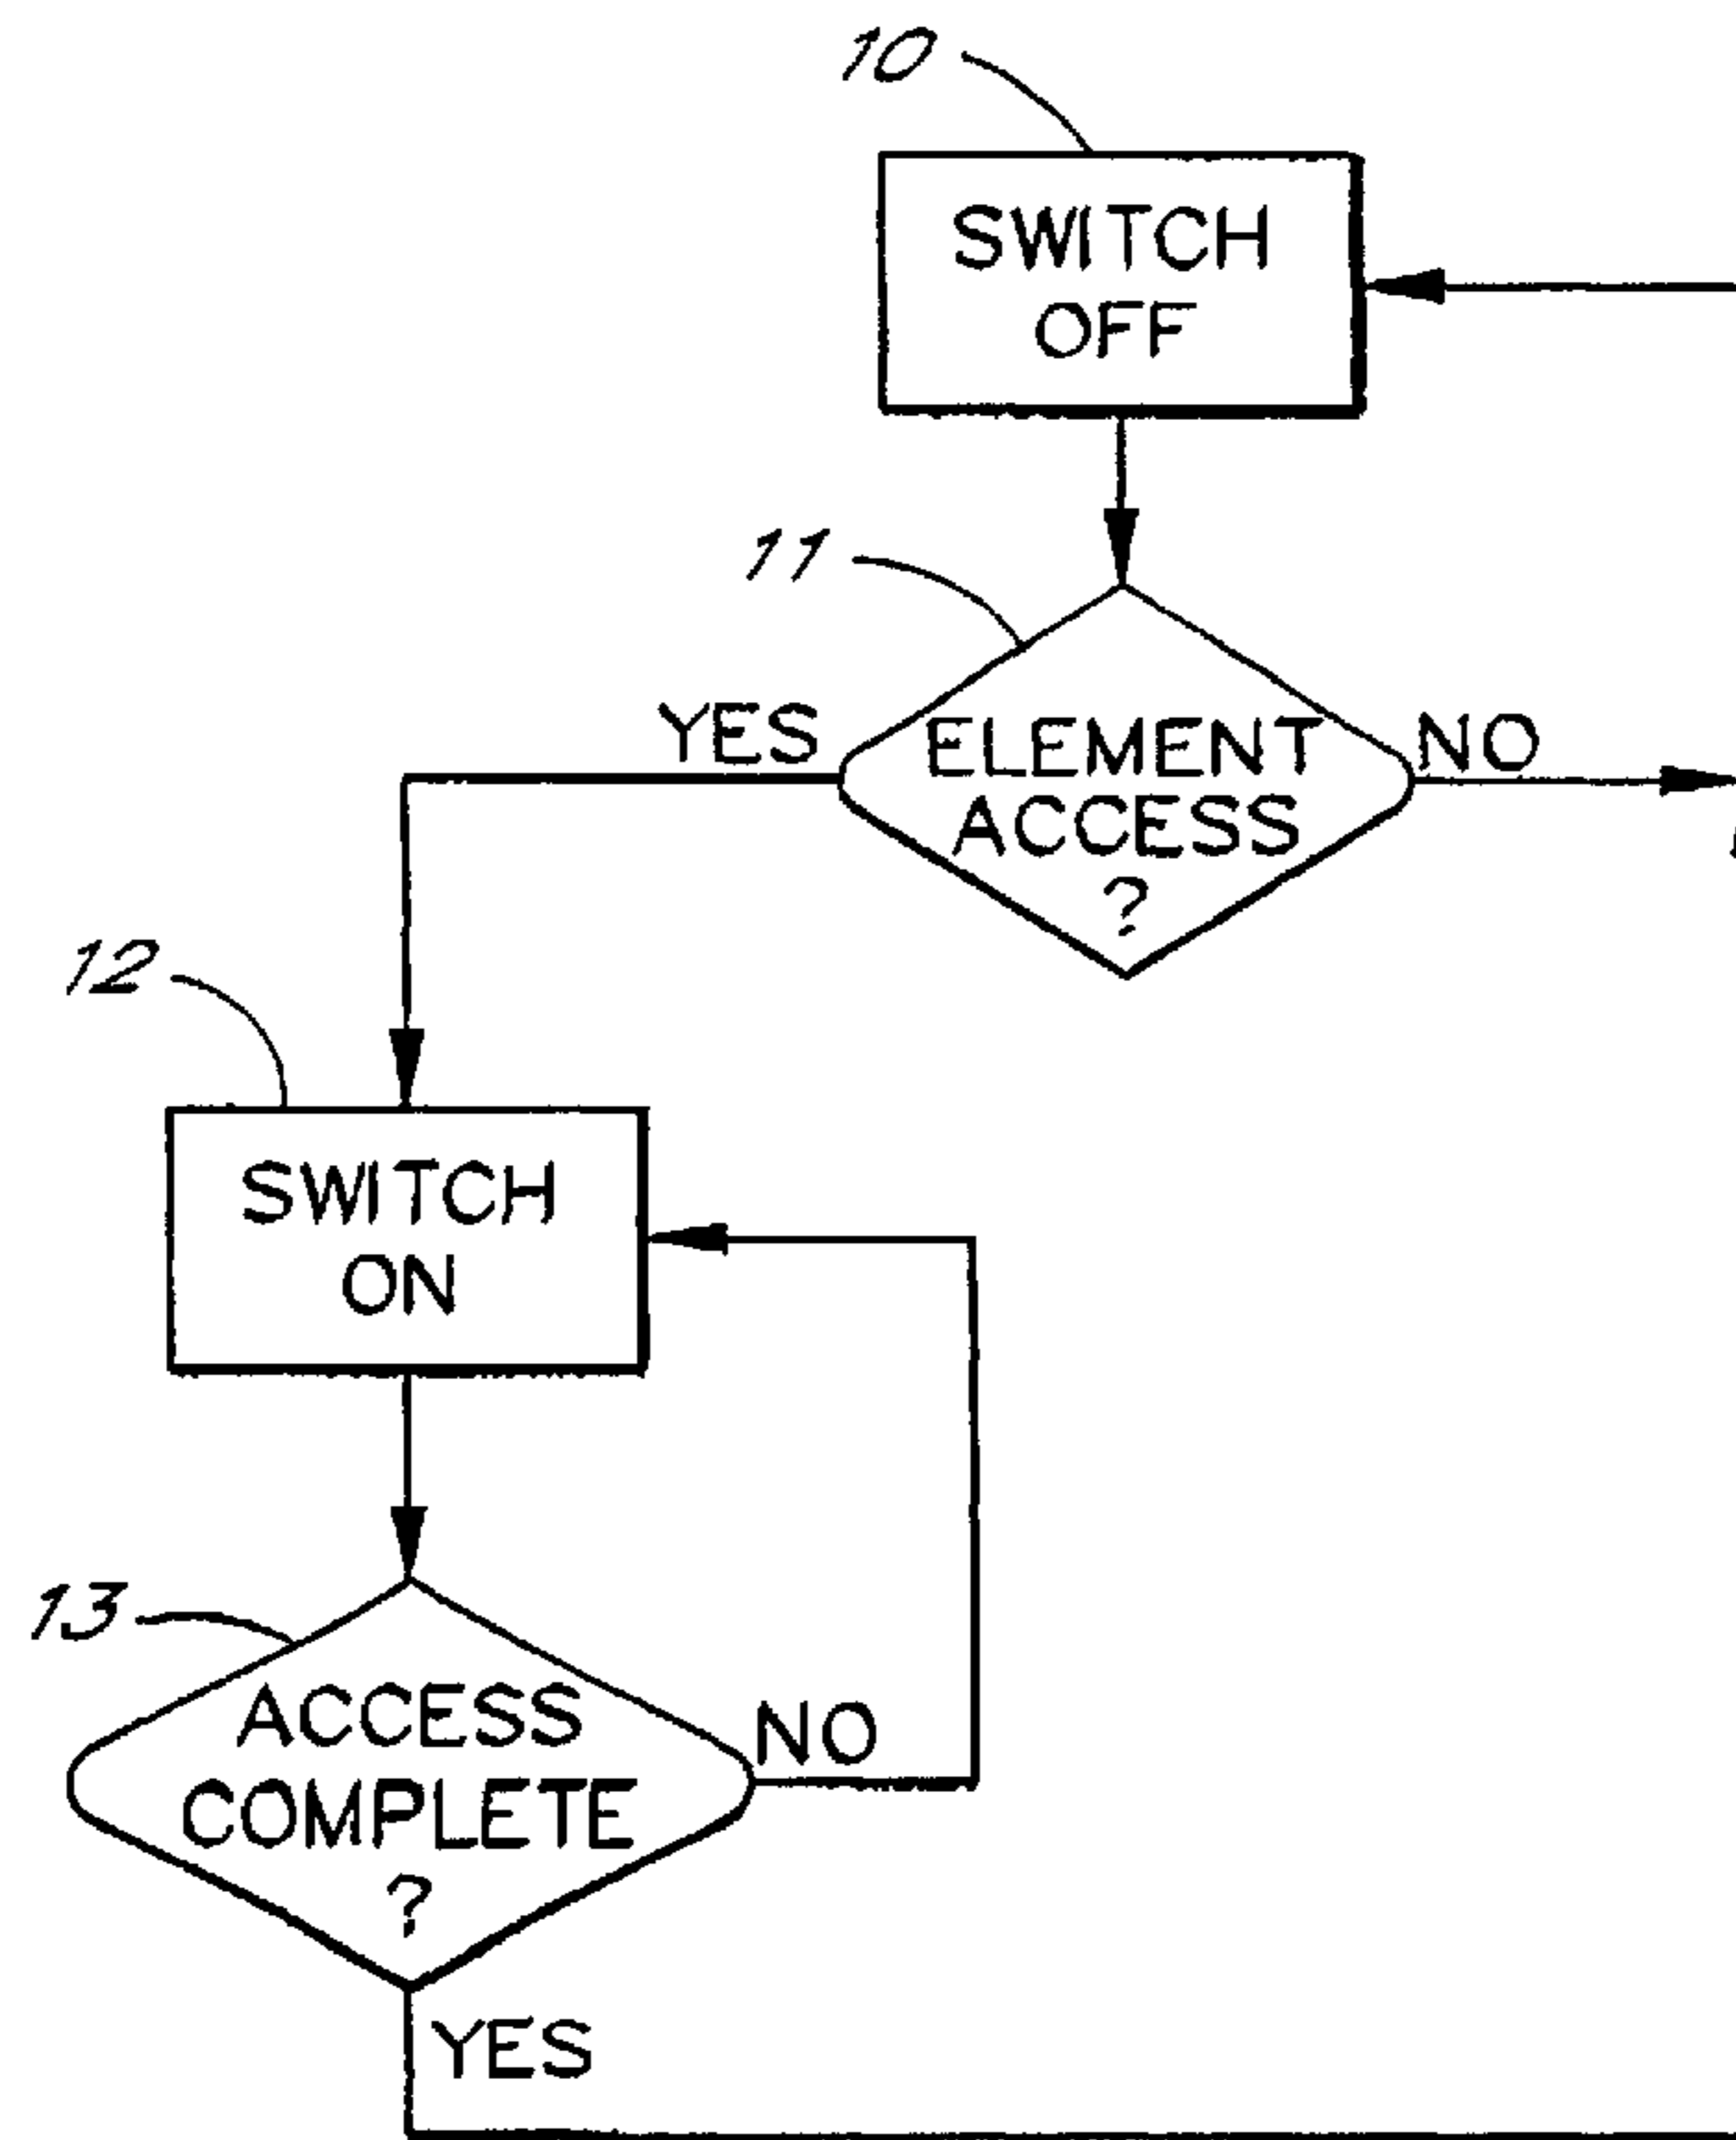 10
SWITCH
OFF
11
YES
ELEMENT
ACCESS
?
NO
12
SWITCH
ON
13
ACCESS
COMPLETE
?
NO
YES